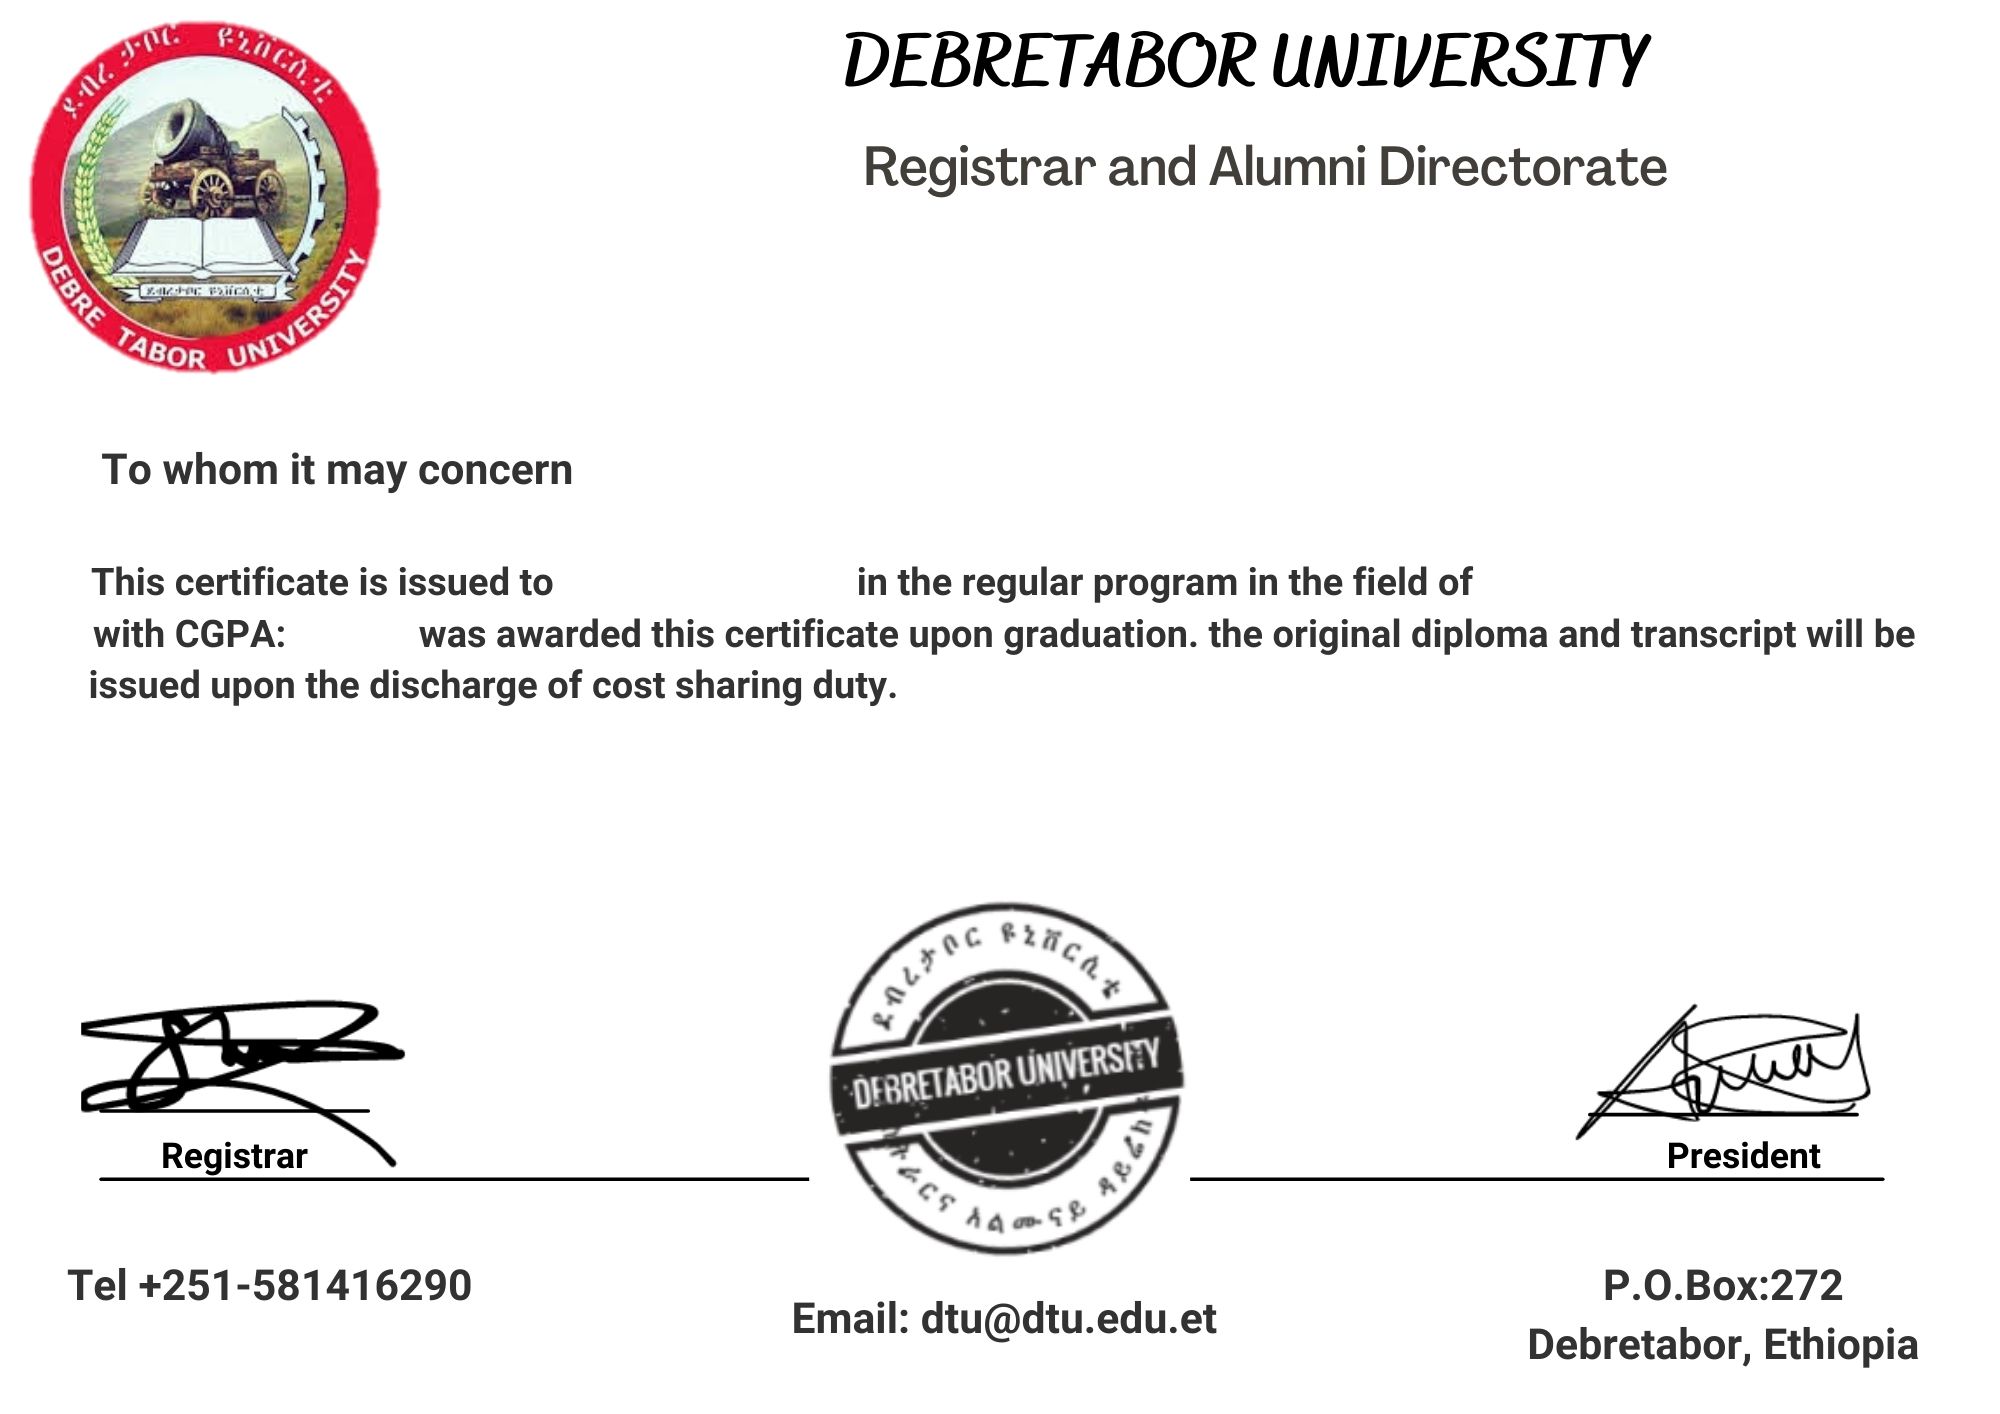 ደብረ ታቦር ዩኒቨርሲቲ
DEBRE TABOR UNIVERSITY
ደብረታቦር ዩኒቨርሲቲ
DEBRETABOR UNIVERSITY
Registrar and Alumni Directorate
To whom it may concern
This certificate is issued to in the regular program in the field of
with CGPA: was awarded this certificate upon graduation. the original diploma and transcript will be
issued upon the discharge of cost sharing duty.
ደብረታቦር ዩኒቨርሲቲ
DEBRETABOR UNIVERSITY
አልሙናይ
Registrar
President
Tel +251-581416290
Email: dtu@dtu.edu.et
P.O.Box:272
Debretabor, Ethiopia